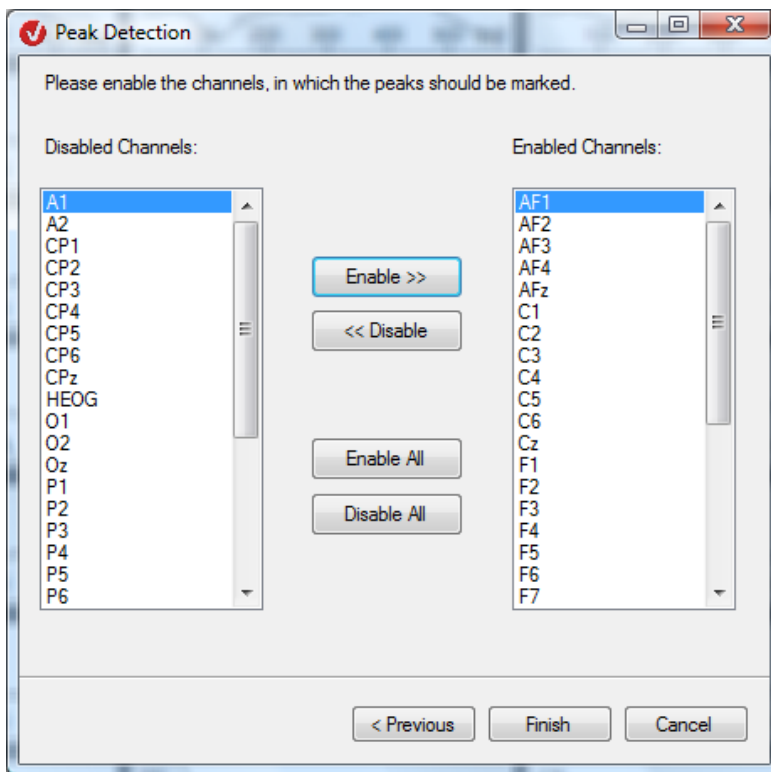 Peak Detection
Please enable the channels, in which the peaks should be marked.
Disabled Channels:
Enabled Channels:
A1
A2
CP1
CP2
CP3
CP4
CP5
CP6
CPz
HEOG
O1
O2
Oz
P1
P2
P3
P4
P5
P6
Enable >>
<< Disable
Enable All
Disable All
AF1
AF2
AF3
AF4
AFz
C1
C2
C3
C4
C5
C6
Cz
F1
F2
F3
F4
F5
F6
F7
< Previous
Finish
Cancel